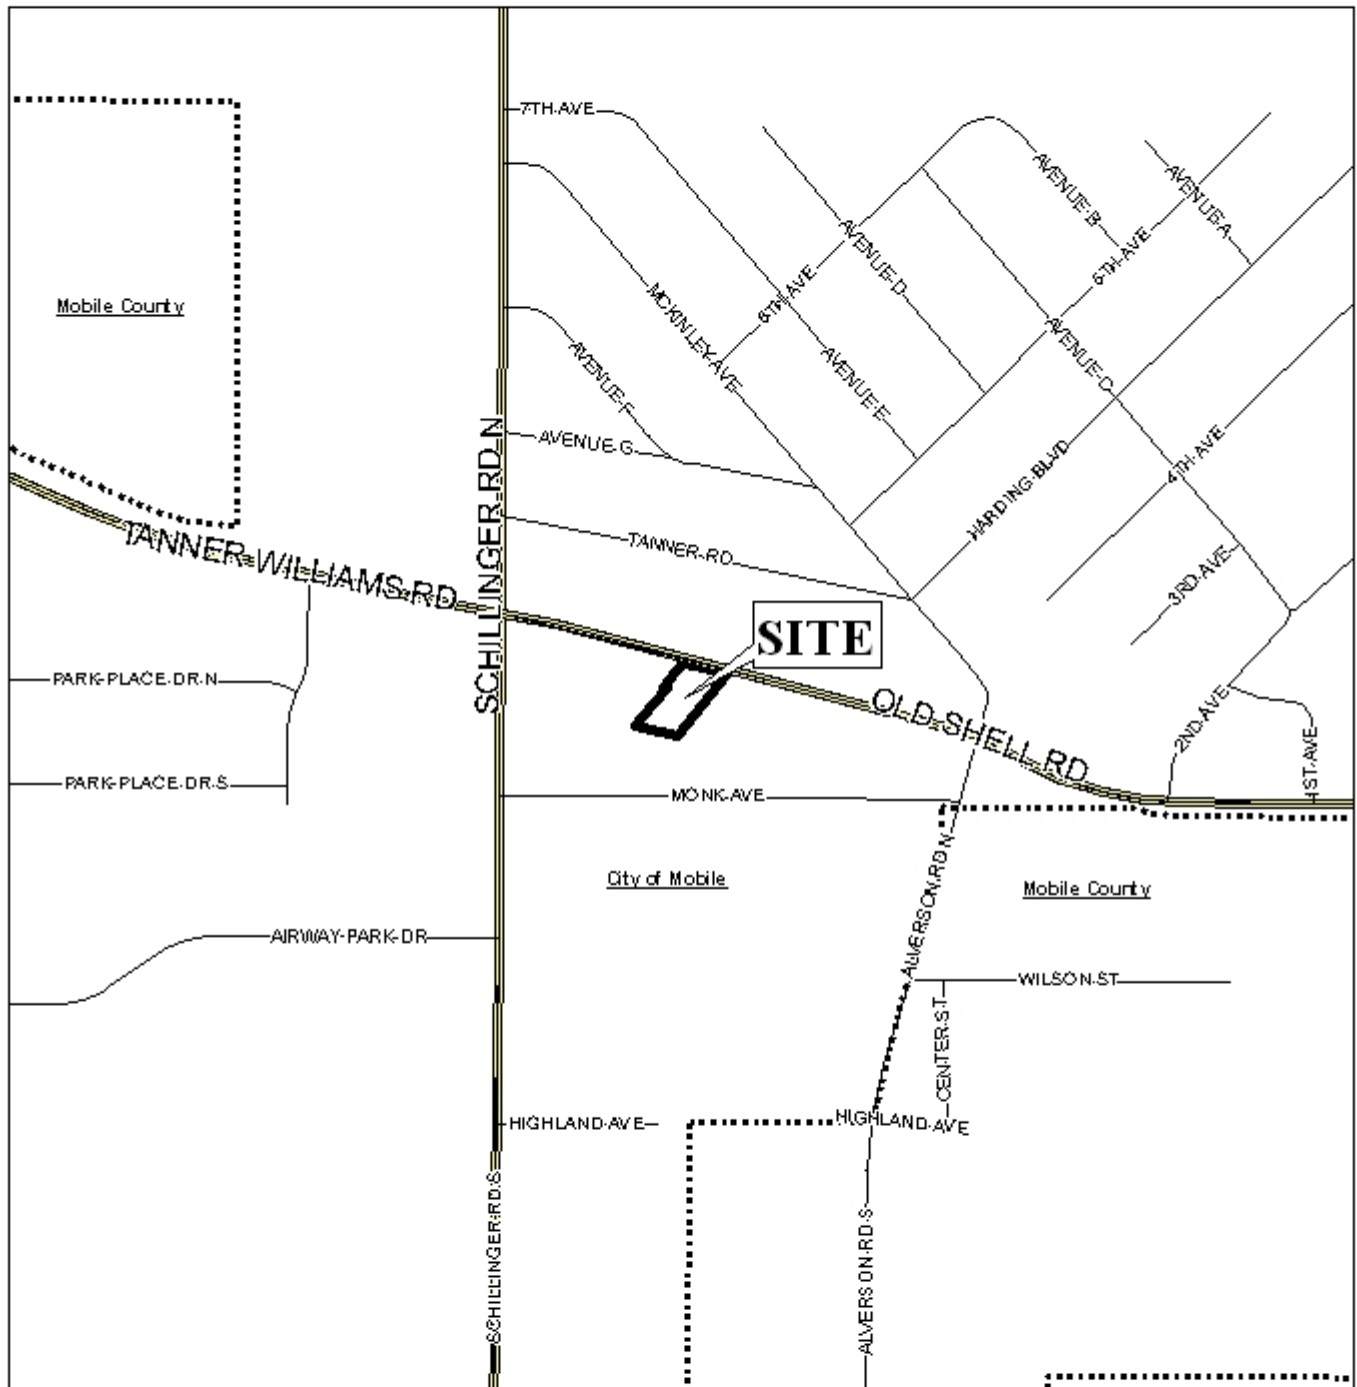 7TH AVE
AVENUE B
AVENUE A
AVENUE D
6TH AVE
5TH AVE
MCKINLEY AVE
Mobile County
AVENUE F
AVENUE E
AVENUE C
AVENUE G
HARDING BLVD
4TH AVE
SCHILLINGER RD N
TANNER WILLIAMS RD
TANNER RD
3RD AVE
SITE
PARK PLACE DR N
OLD SHELL RD
2ND AVE
1ST AVE
PARK PLACE DR S
MONK AVE
City of Mobile
Mobile County
ALVERSON RD N
AIRWAY PARK DR
WILSON ST
CENTER ST
HIGHLAND AVE
HIGHLAND AVE
SCHILLINGER RD S
ALVERSON RD S